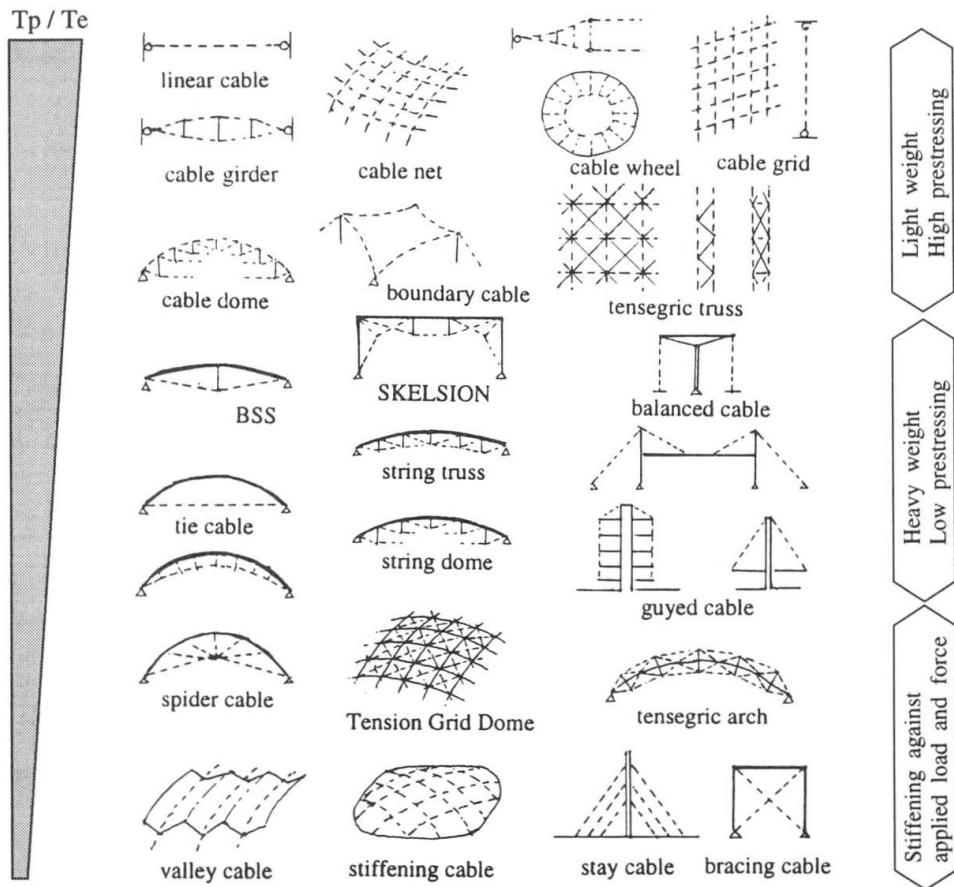 Tp / Te
linear cable
cable girder
cable net
cable wheel
cable grid
cable dome
boundary cable
tensegric truss
BSS
SKELSION
balanced cable
string truss
tie cable
string dome
guyed cable
spider cable
Tension Grid Dome
tensegric arch
valley cable
stiffening cable
stay cable
bracing cable
Light weight
High prestressing
Heavy weight
Low prestressing
Stiffening against
applied load and force